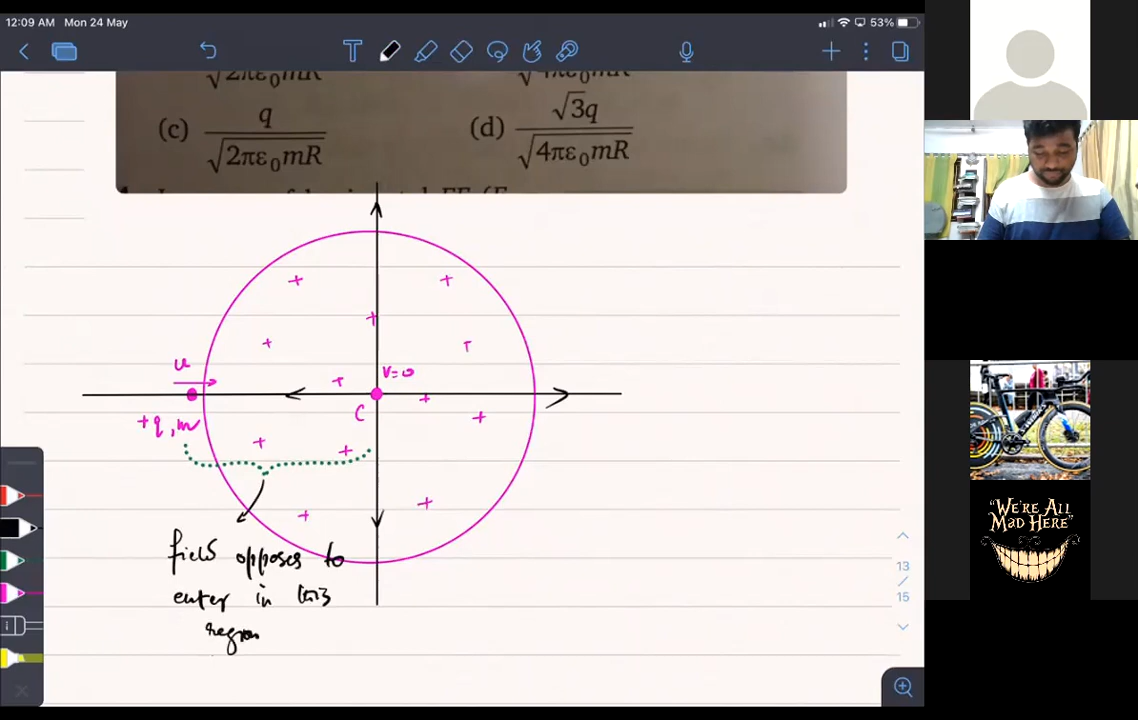 12:09 AM Mon 24 May
53%
T
(c) q / √2πε₀mR
(d) √3q / √4πε₀mR
u
V=0
C
+q, m
field opposes to
enter in this
region
13
/
15
"WE'RE ALL
MAD HERE"